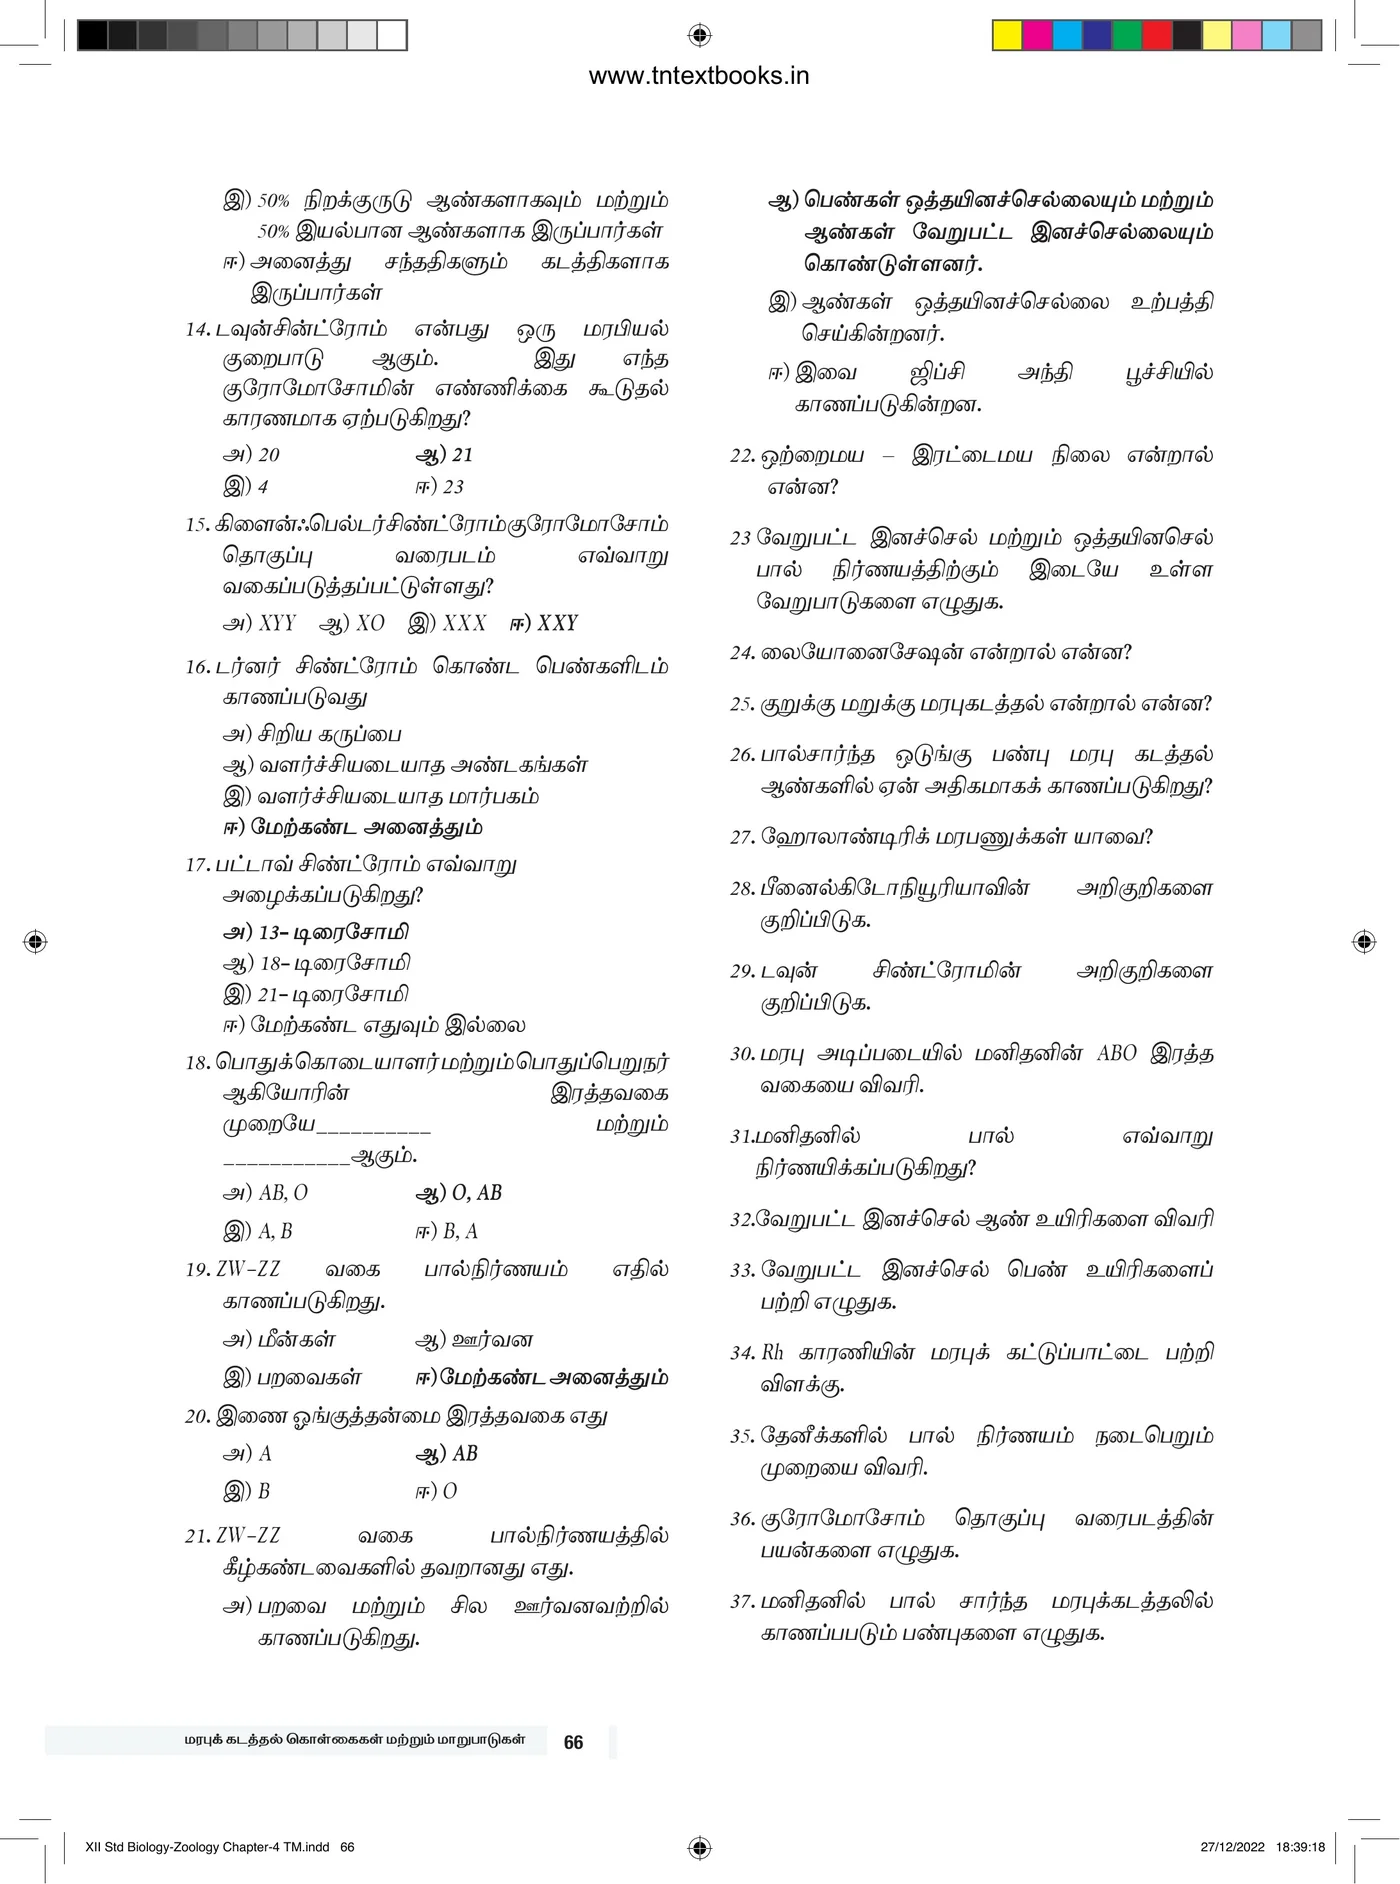 www.tntextbooks.in
இ) 50% நிறக்குருடு ஆண்களாகவும் மற்றும்
50% இயல்பான ஆண்களாக இருப்பார்கள்
ஈ) அனைத்து சந்ததிகளும் கடத்திகளாக
இருப்பார்கள்
14. டவுன்சின்ட்ரோம் என்பது ஒரு மரபியல்
குறைபாடு ஆகும். இது எந்த
குரோமோசோமின் எண்ணிக்கை கூடுதல்
காரணமாக ஏற்படுகிறது?
அ) 20 ஆ) 21
இ) 4 ஈ) 23
15. கிளைன்ஃபெல்டர்சிண்ட்ரோம்குரோமோசோம்
தொகுப்பு வரைபடம் எவ்வாறு
வகைப்படுத்தப்பட்டுள்ளது?
அ) XYY ஆ) XO இ) XXX ஈ) XXY
16. டர்னர் சிண்ட்ரோம் கொண்ட பெண்களிடம்
காணப்படுவது
அ) சிறிய கருப்பை
ஆ) வளர்ச்சியடையாத அண்டகங்கள்
இ) வளர்ச்சியடையாத மார்பகம்
ஈ) மேற்கண்ட அனைத்தும்
17. பட்டாவ் சிண்ட்ரோம் எவ்வாறு
அழைக்கப்படுகிறது?
அ) 13- டிரைசோமி
ஆ) 18- டிரைசோமி
இ) 21- டிரைசோமி
ஈ) மேற்கண்ட எதுவும் இல்லை
18. பொதுக்கொடையாளர் மற்றும் பொதுப்பெறுநர்
ஆகியோரின் இரத்தவகை
முறையே__________ மற்றும்
___________ஆகும்.
அ) AB, O ஆ) O, AB
இ) A, B ஈ) B, A
19. ZW-ZZ வகை பால்நிர்ணயம் எதில்
காணப்படுகிறது.
அ) மீன்கள் ஆ) ஊர்வன
இ) பறவைகள் ஈ) மேற்கண்ட அனைத்தும்
20. இணை ஓங்குத்தன்மை இரத்தவகை எது
அ) A ஆ) AB
இ) B ஈ) O
21. ZW-ZZ வகை பால்நிர்ணயத்தில்
கீழ்கண்டவைகளில் தவறானது எது.
அ) பறவை மற்றும் சில ஊர்வனவற்றில்
காணப்படுகிறது.
ஆ) பெண்கள் ஒத்தயினச்செல்லையும் மற்றும்
ஆண்கள் வேறுபட்ட இனச்செல்லையும்
கொண்டுள்ளனர்.
இ) ஆண்கள் ஒத்தயினச்செல்லை உற்பத்தி
செய்கின்றனர்.
ஈ) இவை ஜிப்சி அந்தி பூச்சியில்
காணப்படுகின்றன.
22. ஒற்றைமய – இரட்டைமய நிலை என்றால்
என்ன?
23 வேறுபட்ட இனச்செல் மற்றும் ஒத்தயினசெல்
பால் நிர்ணயத்திற்கும் இடையே உள்ள
வேறுபாடுகளை எழுதுக.
24. லையோனைசேஷன் என்றால் என்ன?
25. குறுக்கு மறுக்கு மரபுகடத்தல் என்றால் என்ன?
26. பால்சார்ந்த ஒடுங்கு பண்பு மரபு கடத்தல்
ஆண்களில் ஏன் அதிகமாகக் காணப்படுகிறது?
27. ஹோலாண்டிரிக் மரபணுக்கள் யாவை?
28. பீனைல்கிடோநியூரியாவின் அறிகுறிகளை
குறிப்பிடுக.
29. டவுன் சிண்ட்ரோமின் அறிகுறிகளை
குறிப்பிடுக.
30. மரபு அடிப்படையில் மனிதனின் ABO இரத்த
வகையை விவரி.
31.மனிதனில் பால் எவ்வாறு
நிர்ணயிக்கப்படுகிறது?
32.வேறுபட்ட இனச்செல் ஆண் உயிரிகளை விவரி
33. வேறுபட்ட இனச்செல் பெண் உயிரிகளைப்
பற்றி எழுதுக.
34. Rh காரணியின் மரபுக் கட்டுப்பாட்டை பற்றி
விளக்கு.
35. தேனீக்களில் பால் நிர்ணயம் நடைபெறும்
முறையை விவரி.
36. குரோமோசோம் தொகுப்பு வரைபடத்தின்
பயன்களை எழுதுக.
37. மனிதனில் பால் சார்ந்த மரபுக்கடத்தலில்
காணப்பபடும் பண்புகளை எழுதுக.
மரபுக் கடத்தல் கொள்கைகள் மற்றும் மாறுபாடுகள் 66
XII Std Biology-Zoology Chapter-4 TM.indd 66 27/12/2022 18:39:18